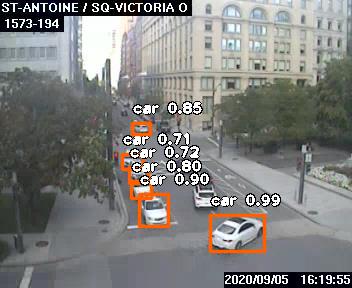 ST-ANTOINE / SQ-VICTORIA O
1573-194
car 0.85
car 0.71
car 0.72
car 0.80
car 0.90
car 0.99
2020/09/05 16:19:55